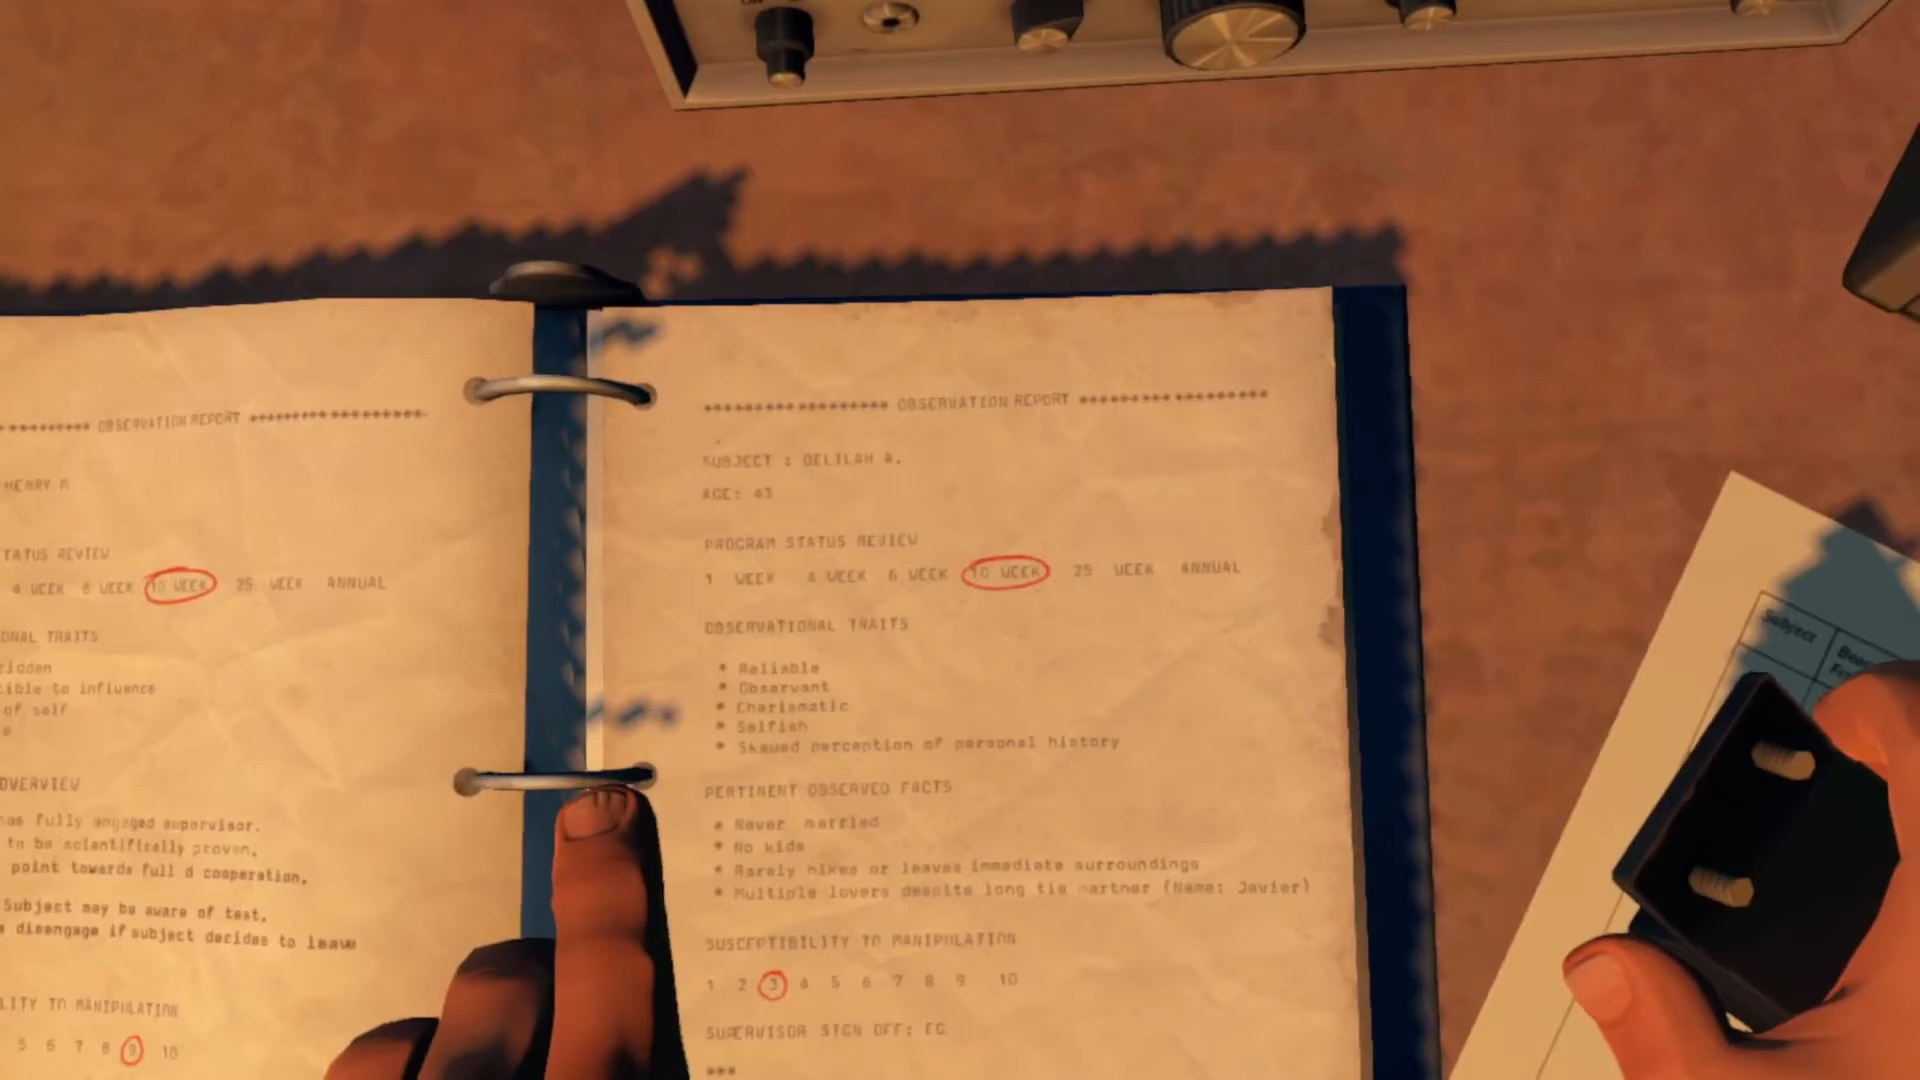 ******************* OBSERVATION REPORT *******************
HENRY
TATUS REVIEW
4 WEEK 6 WEEK 10 WEEK 25 WEEK ANNUAL
ONAL TRAITS
ridden
tible to influence
of self
OVERVIEW
has fully engaged supervisor.
to be scientifically proven.
point towards full d cooperation.
Subject may be aware of test.
disengage if subject decides to leave
LITY TO MANIPULATION
5 6 7 8 9 10
******************* OBSERVATION REPORT *******************
SUBJECT : DELILAH A.
AGE: 43
PROGRAM STATUS REVIEW
1 WEEK 4 WEEK 6 WEEK 10 WEEK 25 WEEK ANNUAL
OBSERVATIONAL TRAITS
* Reliable
* Observant
* Charismatic
* Selfish
* Skewed perception of personal history
PERTINENT OBSERVED FACTS
* Never married
* No kids
* Rarely hikes or leaves immediate surroundings
* Multiple lovers despite long tie artner (Name: Javier)
SUSCEPTIBILITY TO MANIPULATION
1 2 3 4 5 6 7 8 9 10
SUPERVISOR SIGN OFF: EG
***
Subject